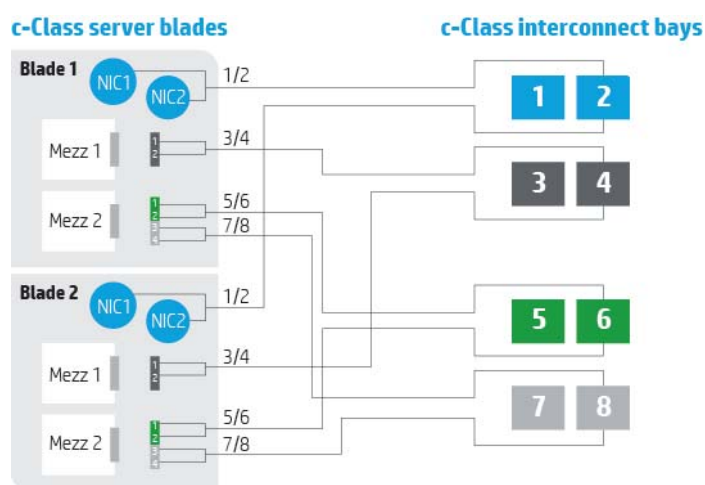 c-Class server blades
c-Class interconnect bays
Blade 1
NIC1
NIC2
1/2
1 2
Mezz 1
1
2
3/4
3 4
Mezz 2
1
2
3
4
5/6
7/8
Blade 2
NIC1
NIC2
1/2
5 6
Mezz 1
1
2
3/4
7 8
Mezz 2
1
2
3
4
5/6
7/8